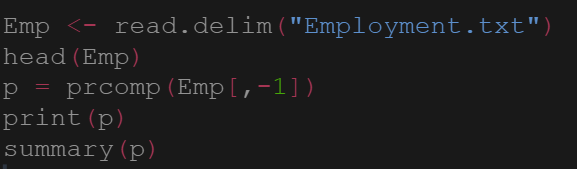 Emp <- read.delim("Employment.txt")
head(Emp)
p = prcomp(Emp[,-1])
print(p)
summary(p)